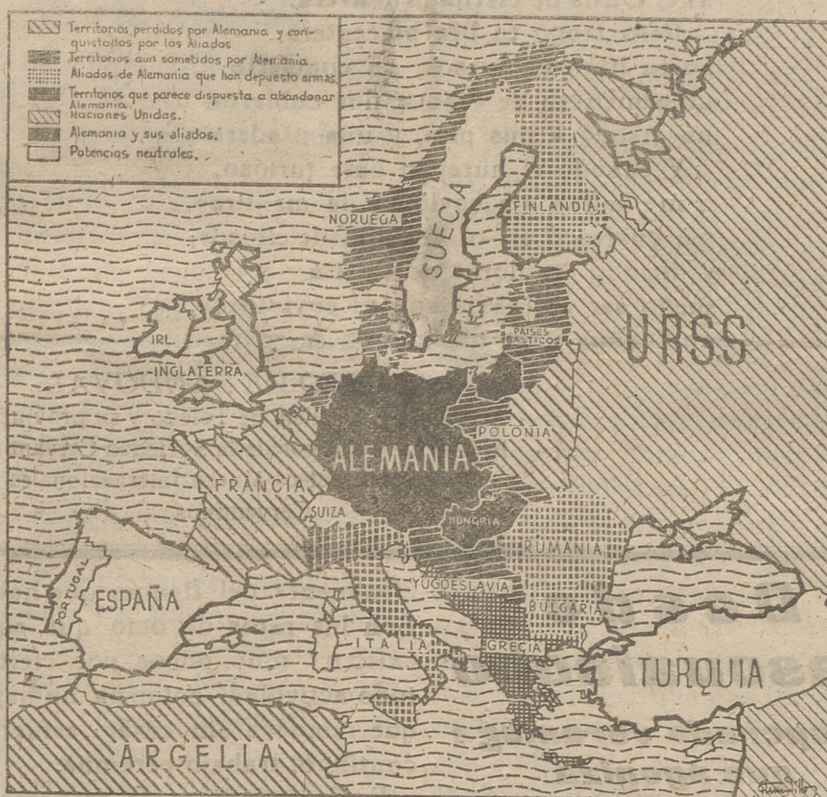 Territorios perdidos por Alemania y con-
quistados por los Aliados
Territorios aún sometidos por Alemania
Aliados de Alemania que han depuesto armas
Territorios que parece dispuesta a abandonar
Alemania.
Naciones Unidas.
Alemania y sus aliados.
Potencias neutrales.
NORUEGA
SUECIA
FINLANDIA
URSS
PAISES
BASTICOS
IRL.
INGLATERRA
POLONIA
ALEMANIA
FRANCIA
SUIZA
HUNGRIA
RUMANIA
YUGOESLAVIA
BULGARIA
PORTUGAL
ESPAÑA
ITALIA
GRECIA
TURQUIA
ARGELIA